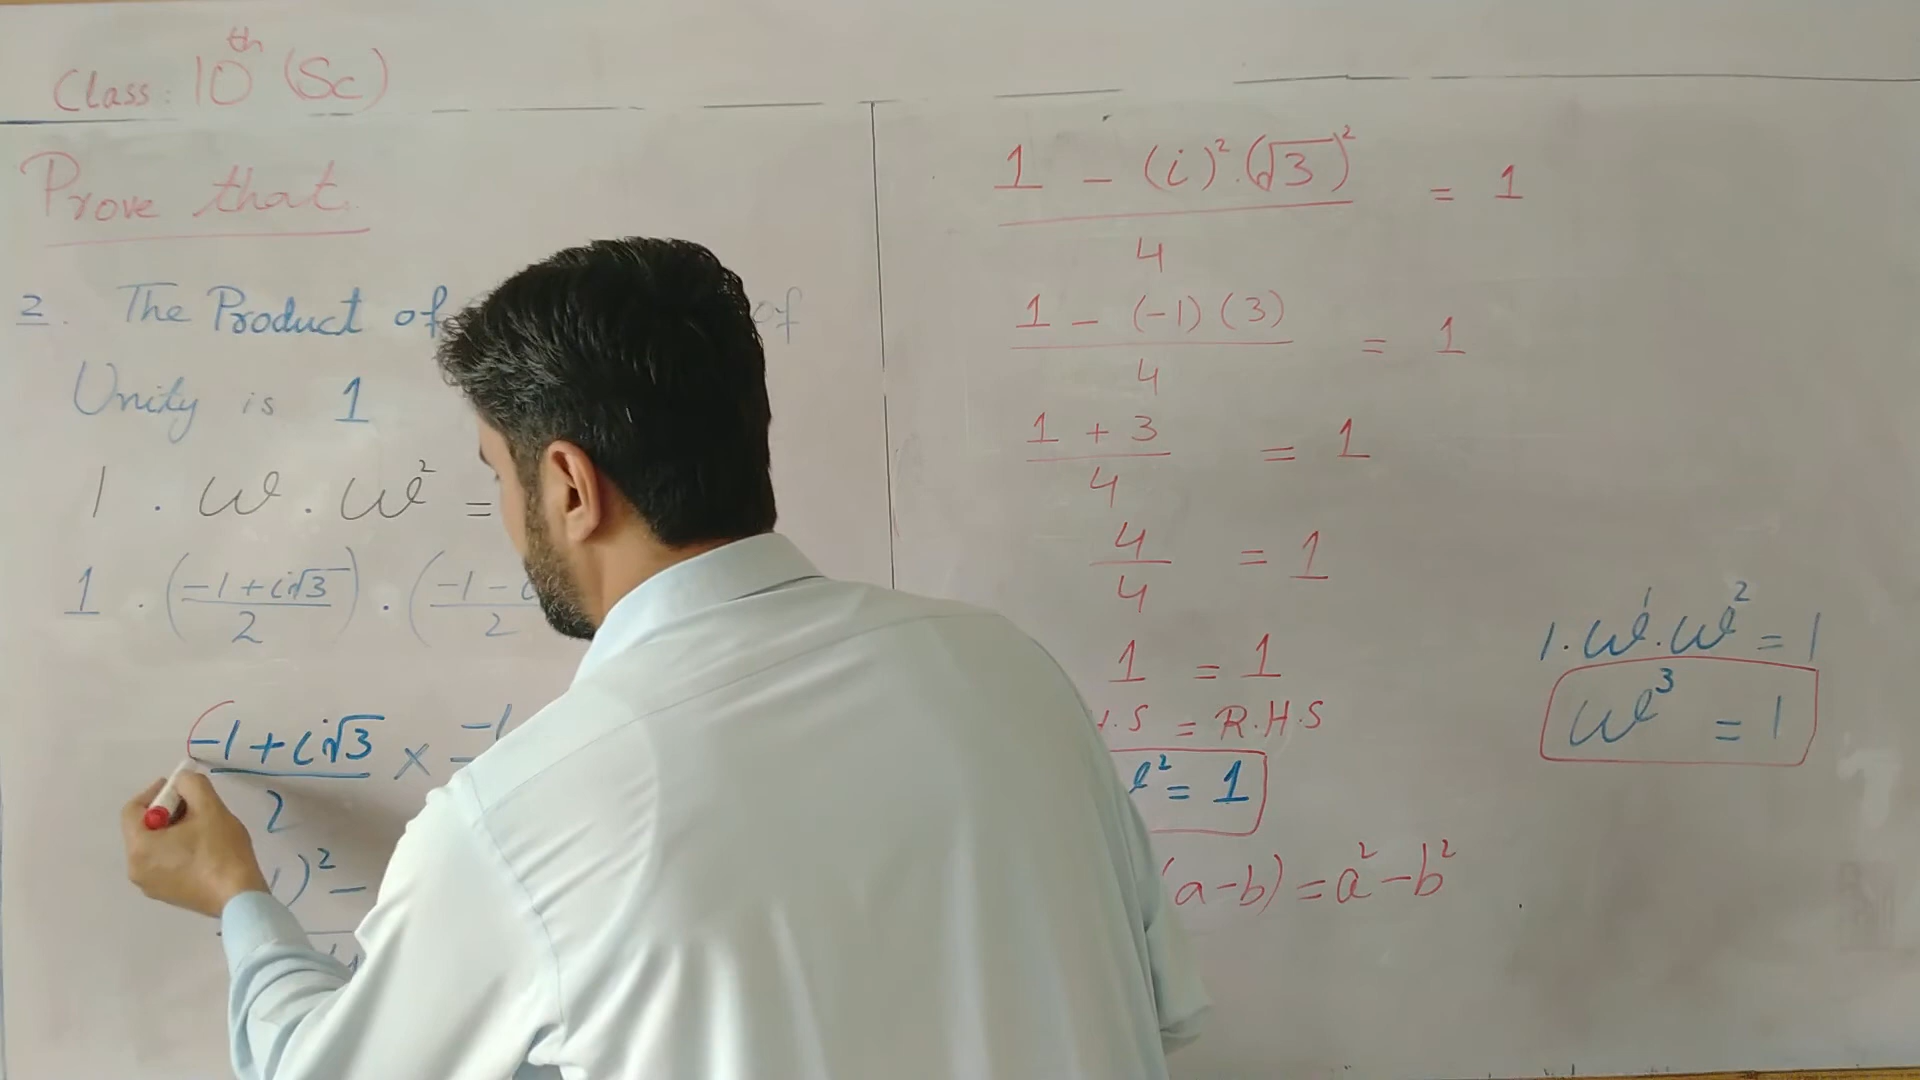 Class: 10th (Sc)
Prove that
2. The Product of of
Unity is 1
1 . ω . ω² =
1 . ((-1+i√3)/2) . ((-1-i
2
(-1+i√3 × -1
2
)² -
1 - (i)².(√3)² = 1
4
1 - (-1) (3) = 1
4
1 + 3 = 1
4
4 = 1
4
1 = 1
.S = R.H.S
² = 1
(a-b) = a² - b²
1.ω¹.ω² = 1
ω³ = 1